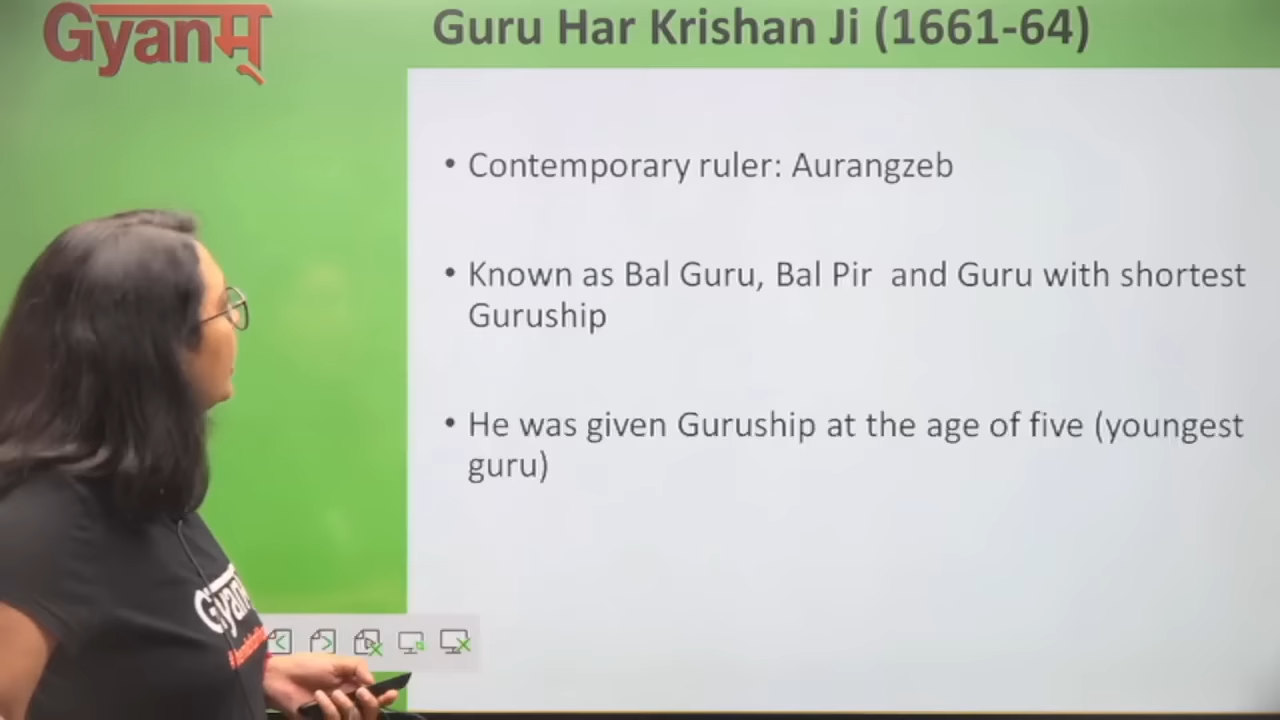 Gyanम्
Guru Har Krishan Ji (1661-64)
• Contemporary ruler: Aurangzeb
• Known as Bal Guru, Bal Pir and Guru with shortest
Guruship
• He was given Guruship at the age of five (youngest
guru)